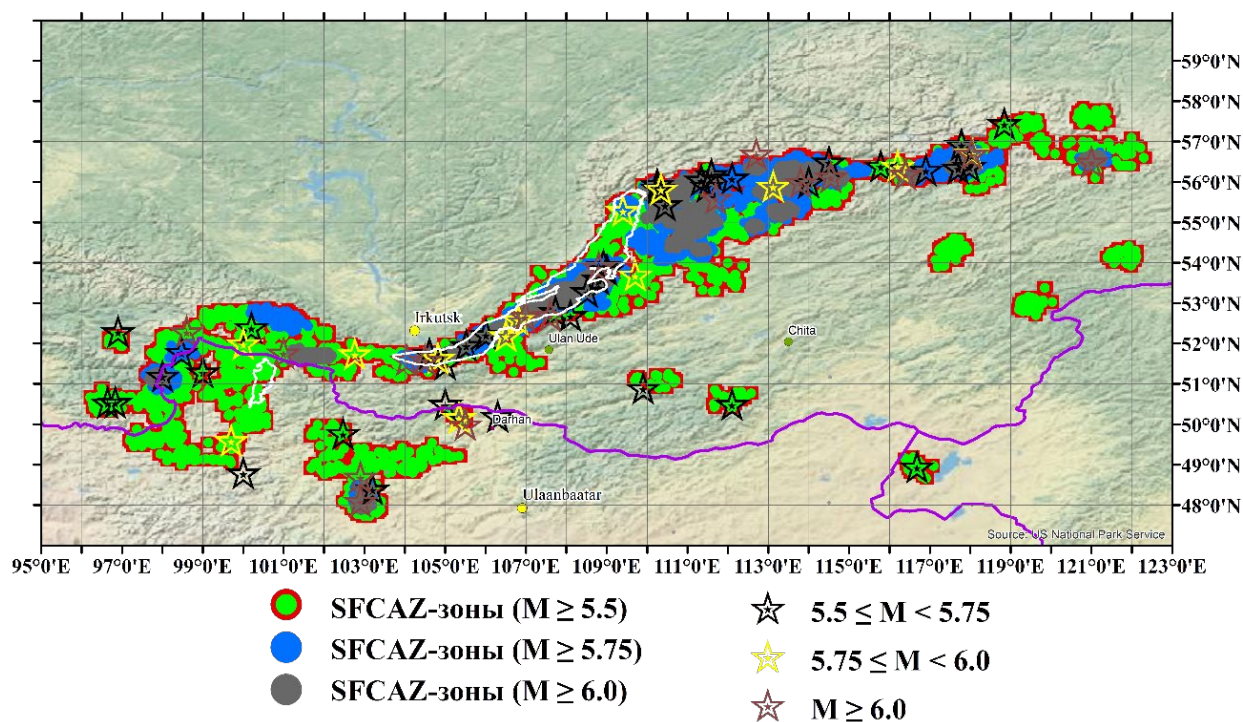 59°0'N
58°0'N
57°0'N
56°0'N
55°0'N
54°0'N
53°0'N
52°0'N
51°0'N
50°0'N
49°0'N
48°0'N
Irkutsk
Ulan Ude
Chita
Darhan
Ulaanbaatar
Source: US National Park Service
95°0'E 97°0'E 99°0'E 101°0'E 103°0'E 105°0'E 107°0'E 109°0'E 111°0'E 113°0'E 115°0'E 117°0'E 119°0'E 121°0'E 123°0'E
SFCAZ-зоны (M ≥ 5.5)
SFCAZ-зоны (M ≥ 5.75)
SFCAZ-зоны (M ≥ 6.0)
5.5 ≤ M < 5.75
5.75 ≤ M < 6.0
M ≥ 6.0